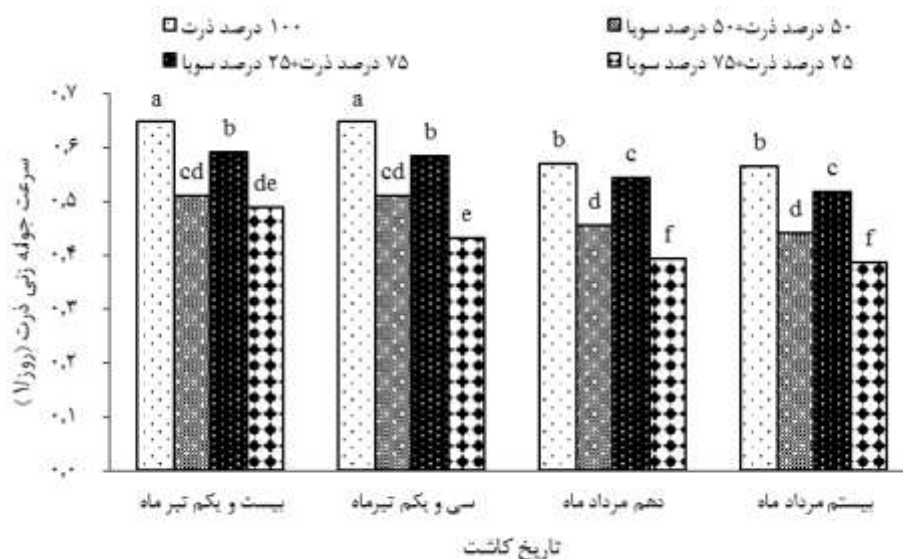 ۱۰۰ درصد ذرت
۵۰ درصد ذرت+۵۰ درصد سویا
۷۵ درصد ذرت+۲۵ درصد سویا
۲۵ درصد ذرت+۷۵ درصد سویا
سرعت جوانه زنی ذرت (روز/۱)
۰٫۷
۰٫۶
۰٫۵
۰٫۴
۰٫۳
۰٫۲
۰٫۱
۰٫۰
a cd b de
a cd b e
b d c f
b d c f
بیست و یکم تیر ماه
سی و یکم تیرماه
دهم مرداد ماه
بیستم مرداد ماه
تاریخ کاشت